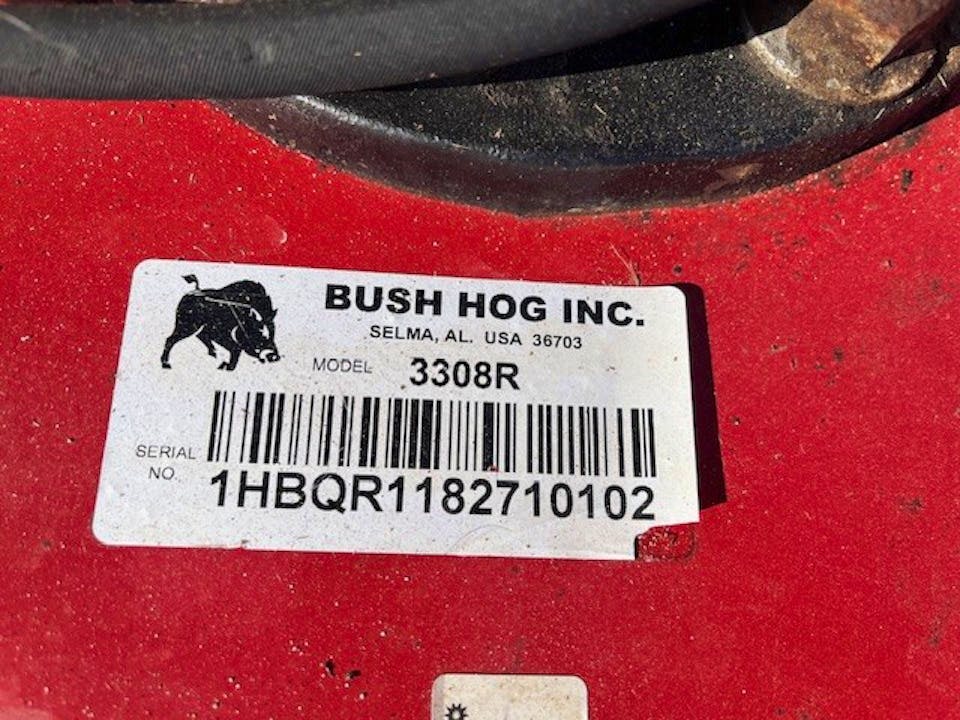 BUSH HOG INC.
SELMA, AL. USA 36703
MODEL 3308R
SERIAL
NO. 1HBQR1182710102